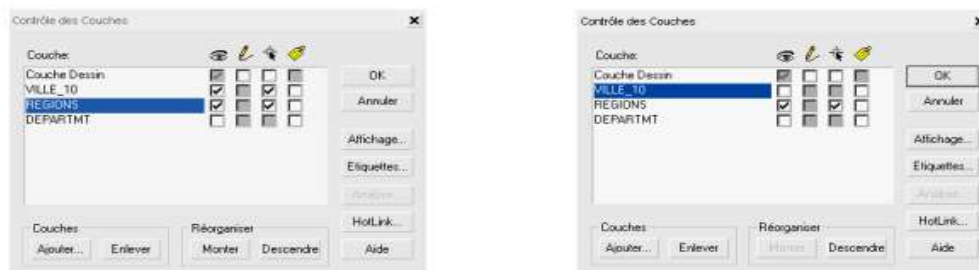 Contrôle des Couches
Couche:
Couche Dessin
VILLE_10
REGIONS
DEPARTMT
OK
Annuler
Affichage...
Etiquettes...
Analyse...
HotLink...
Aide
Couches
Ajouter...
Enlever
Réorganiser
Monter
Descendre
Contrôle des Couches
Couche:
Couche Dessin
VILLE_10
REGIONS
DEPARTMT
OK
Annuler
Affichage...
Etiquettes...
Analyse...
HotLink...
Aide
Couches
Ajouter...
Enlever
Réorganiser
Monter
Descendre